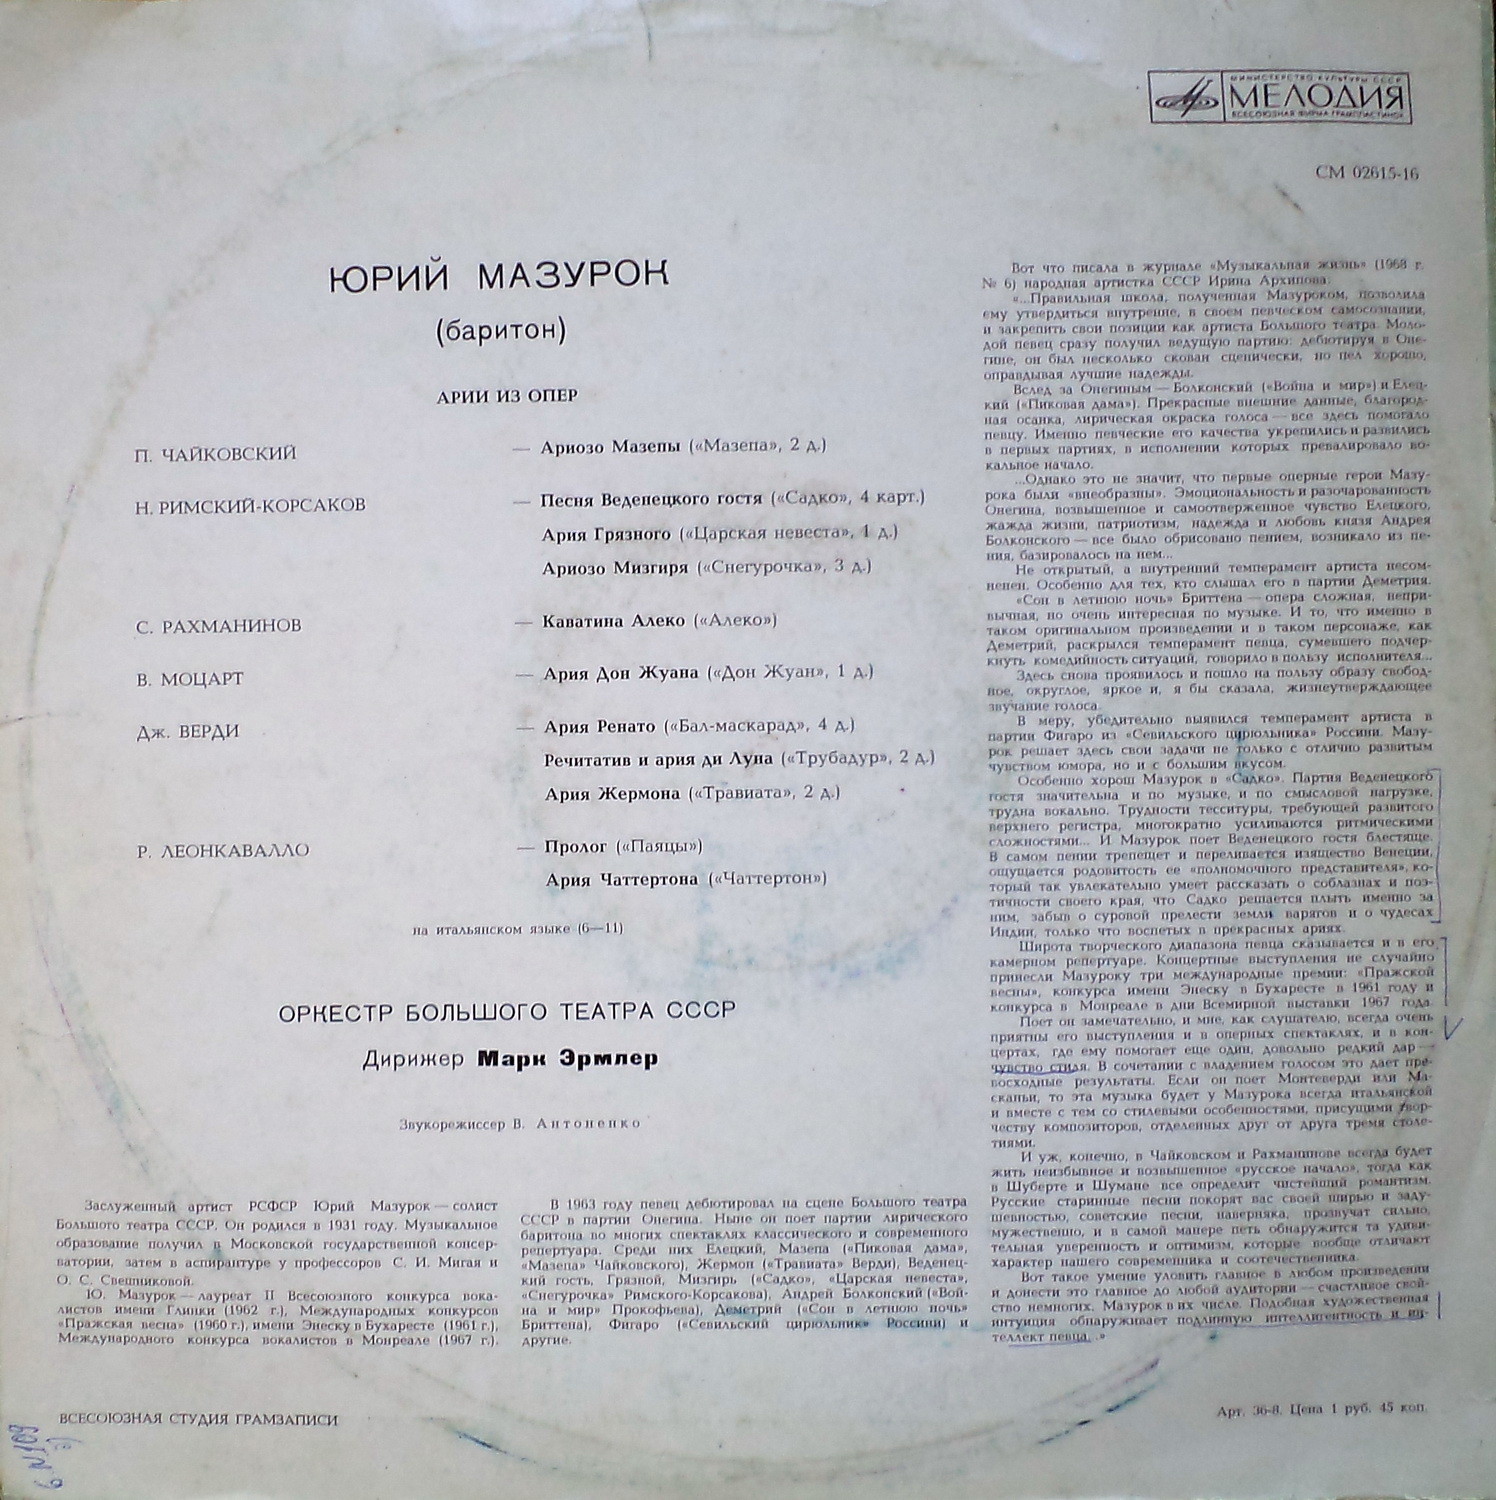 МИНИСТЕРСТВО КУЛЬТУРЫ СССР
МЕЛОДИЯ
ВСЕСОЮЗНАЯ ФИРМА ГРАМПЛАСТИНОК
СМ 02615-16
ЮРИЙ МАЗУРОК
(баритон)
АРИИ ИЗ ОПЕР
П. ЧАЙКОВСКИЙ — Ариозо Мазепы («Мазепа», 2 д.)
Н. РИМСКИЙ-КОРСАКОВ — Песня Веденецкого гостя («Садко», 4 карт.)
Ария Грязного («Царская невеста», 1 д.)
Ариозо Мизгиря («Снегурочка», 3 д.)
С. РАХМАНИНОВ — Каватина Алеко («Алеко»)
В. МОЦАРТ — Ария Дон Жуана («Дон Жуан», 1 д.)
Дж. ВЕРДИ — Ария Ренато («Бал-маскарад», 4 д.)
Речитатив и ария ди Луна («Трубадур», 2 д.)
Ария Жермона («Травиата», 2 д.)
Р. ЛЕОНКАВАЛЛО — Пролог («Паяцы»)
Ария Чаттертона («Чаттертон»)
на итальянском языке (6—11)
ОРКЕСТР БОЛЬШОГО ТЕАТРА СССР
Дирижер Марк Эрмлер
Звукорежиссер В. Антоненко
Заслуженный артист РСФСР Юрий Мазурок — солист
Большого театра СССР. Он родился в 1931 году. Музыкальное
образование получил в Московской государственной консер-
ватории, затем в аспирантуре у профессоров С. И. Мигая и
О. С. Свешниковой.
Ю. Мазурок — лауреат II Всесоюзного конкурса вока-
листов имени Глинки (1962 г.), Международных конкурсов
«Пражская весна» (1960 г.), имени Энеску в Бухаресте (1961 г.),
Международного конкурса вокалистов в Монреале (1967 г.).
В 1963 году певец дебютировал на сцене Большого театра
СССР в партии Онегина. Ныне он поет партии лирического
баритона во многих спектаклях классического и современного
репертуара. Среди них Елецкий, Мазепа («Пиковая дама»,
«Мазепа» Чайковского), Жермон («Травиата» Верди), Веденец-
кий гость, Грязной, Мизгирь («Садко», «Царская невеста»,
«Снегурочка» Римского-Корсакова), Андрей Болконский («Вой-
на и мир» Прокофьева), Деметрий («Сон в летнюю ночь»
Бриттена), Фигаро («Севильский цирюльник» Россини) и
другие.
Вот что писала в журнале «Музыкальная жизнь» (1968 г.
№ 6) народная артистка СССР Ирина Архипова:
«...Правильная школа, полученная Мазуроком, позволила
ему утвердиться внутренне, в своем певческом самосознании,
и закрепить свои позиции как артиста Большого театра. Моло-
дой певец сразу получил ведущую партию: дебютируя в Оне-
гине, он был несколько скован сценически, но пел хорошо,
оправдывая лучшие надежды.
Вслед за Онегиным — Болконский («Война и мир») и Елец-
кий («Пиковая дама»). Прекрасные внешние данные, благород-
ная осанка, лирическая окраска голоса — все здесь помогало
певцу. Именно певческие его качества укрепились и развились
в первых партиях, в исполнении которых превалировало во-
кальное начало.
...Однако это не значит, что первые оперные герои Мазу-
рока были «внеобразны». Эмоциональность и разочарованность
Онегина, возвышенное и самоотверженное чувство Елецкого,
жажда жизни, патриотизм, надежда и любовь князя Андрея
Болконского — все было обрисовано пением, возникало из пе-
ния, базировалось на нем...
Не открытый, а внутренний темперамент артиста несом-
ненен. Особенно для тех, кто слышал его в партии Деметрия.
«Сон в летнюю ночь» Бриттена — опера сложная, непри-
вычная, но очень интересная по музыке. И то, что именно в
таком оригинальном произведении и в таком персонаже, как
Деметрий, раскрылся темперамент певца, сумевшего подчер-
кнуть комедийность ситуаций, говорило в пользу исполнителя...
Здесь снова проявилось и пошло на пользу образу свобод-
ное, округлое, яркое и, я бы сказала, жизнеутверждающее
звучание голоса.
В меру, убедительно выявился темперамент артиста в
партии Фигаро из «Севильского цирюльника» Россини. Мазу-
рок решает здесь свои задачи не только с отлично развитым
чувством юмора, но и с большим вкусом.
Особенно хорош Мазурок в «Садко». Партия Веденецкого
гостя значительна и по музыке, и по смысловой нагрузке,
трудна вокально. Трудности тесситуры, требующей развитого
верхнего регистра, многократно усиливаются ритмическими
сложностями... И Мазурок поет Веденецкого гостя блестяще.
В самом пении трепещет и переливается изящество Венеции,
ощущается родовитость ее «полномочного представителя», ко-
торый так увлекательно умеет рассказать о соблазнах и поэ-
тичности своего края, что Садко решается плыть именно за
ним, забыв о суровой прелести земли варягов и о чудесах
Индии, только что воспетых в прекрасных ариях.
Широта творческого диапазона певца сказывается и в его
камерном репертуаре. Концертные выступления не случайно
принесли Мазуроку три международные премии: «Пражской
весны», конкурса имени Энеску в Бухаресте в 1961 году и
конкурса в Монреале в дни Всемирной выставки 1967 года.
Поет он замечательно, и мне, как слушателю, всегда очень
приятны его выступления и в оперных спектаклях, и в кон-
цертах, где ему помогает еще один, довольно редкий дар —
чувство стиля. В сочетании с владением голосом это дает пре-
восходные результаты. Если он поет Монтеверди или Ма-
сканьи, то эта музыка будет у Мазурока всегда итальянской
и вместе с тем со стилевыми особенностями, присущими твор-
честву композиторов, отделенных друг от друга тремя столе-
тиями.
И уж, конечно, в Чайковском и Рахманинове всегда будет
жить неизбывное и возвышенное «русское начало», тогда как
в Шуберте и Шумане все определит чистейший романтизм.
Русские старинные песни покорят вас своей ширью и заду-
шевностью, советские песни, наверняка, прозвучат сильно,
мужественно, и в самой манере петь обнаружится та удиви-
тельная уверенность и оптимизм, которые вообще отличают
характер нашего современника и соотечественника.
Вот такое умение уловить главное в любом произведении
и донести это главное до любой аудитории — счастливое свой-
ство немногих. Мазурок в их числе. Подобная художественная
интуиция обнаруживает подлинную интеллигентность и ин-
теллект певца...»
ВСЕСОЮЗНАЯ СТУДИЯ ГРАМЗАПИСИ
Арт. 36-8. Цена 1 руб. 45 коп.